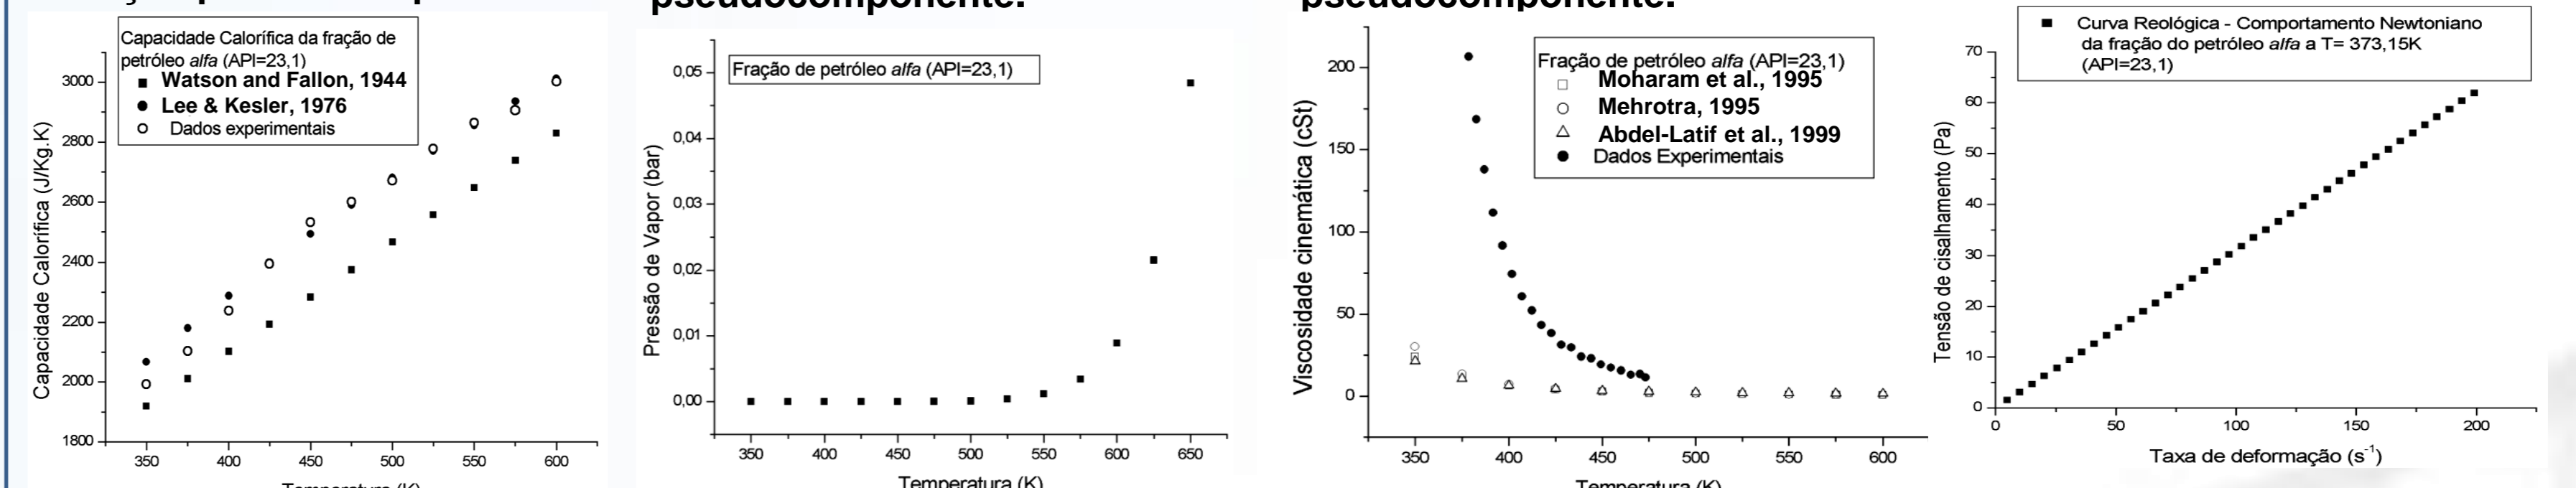 pseudocomponente.
pseudocomponente.
Capacidade Calorífica da fração de
petróleo alfa (API=23,1)
Watson and Fallon, 1944
Lee & Kesler, 1976
Dados experimentais
Capacidade Calorífica (J/Kg.K)
3000
2800
2600
2400
2200
2000
1800
350 400 450 500 550 600
Temperatura (K)
Fração de petróleo alfa (API=23,1)
Pressão de Vapor (bar)
0,05
0,04
0,03
0,02
0,01
0,00
350 400 450 500 550 600 650
Temperatura (K)
Fração de petróleo alfa (API=23,1)
Moharam et al., 1995
Mehrotra, 1995
Abdel-Latif et al., 1999
Dados Experimentais
Viscosidade cinemática (cSt)
200
150
100
50
0
350 400 450 500 550 600
Temperatura (K)
Curva Reológica - Comportamento Newtoniano
da fração do petróleo alfa a T= 373,15K
(API=23,1)
Tensão de cisalhamento (Pa)
70
60
50
40
30
20
10
0
0 50 100 150 200
Taxa de deformação (s⁻¹)